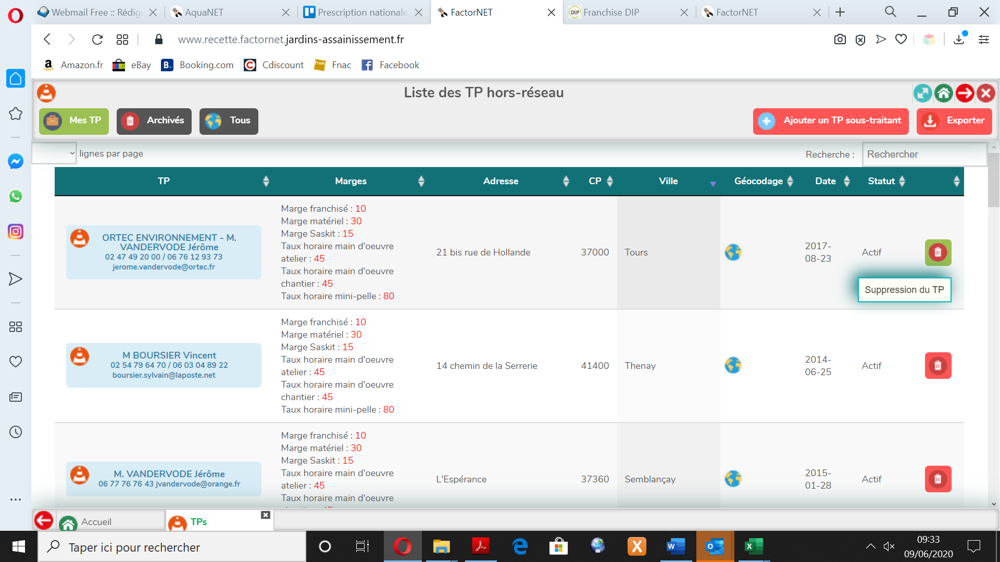 Webmail Free :: Rédig
AquaNET
Prescription nationale
FactorNET
Franchise DIP
FactorNET
www.recette.factornet.jardins-assainissement.fr
Amazon.fr
eBay
Booking.com
Cdiscount
Fnac
Facebook
Liste des TP hors-réseau
Mes TP
Archivés
Tous
Ajouter un TP sous-traitant
Exporter
lignes par page
Recherche :
Rechercher
TP
Marges
Adresse
CP
Ville
Géocodage
Date
Statut
ORTEC ENVIRONNEMENT - M.
VANDERVODE Jérôme
02 47 49 20 00 / 06 76 12 93 73
jerome.vandervode@ortec.fr
Marge franchisé : 10
Marge matériel : 30
Marge Saskit : 15
Taux horaire main d'oeuvre
atelier : 45
Taux horaire main d'oeuvre
chantier : 45
Taux horaire mini-pelle : 80
21 bis rue de Hollande
37000
Tours
2017-
08-23
Actif
Suppression du TP
M BOURSIER Vincent
02 54 79 64 70 / 06 03 04 89 22
boursier.sylvain@laposte.net
Marge franchisé : 10
Marge matériel : 30
Marge Saskit : 15
Taux horaire main d'oeuvre
atelier : 45
Taux horaire main d'oeuvre
chantier : 45
Taux horaire mini-pelle : 80
14 chemin de la Serrerie
41400
Thenay
2014-
06-25
Actif
M. VANDERVODE Jérôme
06 77 76 76 43 jvandervode@orange.fr
Marge franchisé : 10
Marge matériel : 30
Marge Saskit : 15
Taux horaire main d'oeuvre
atelier : 45
Taux horaire main d'oeuvre
L'Espérance
37360
Semblançay
2015-
01-28
Actif
Accueil
TPs
Taper ici pour rechercher
09:33
09/06/2020